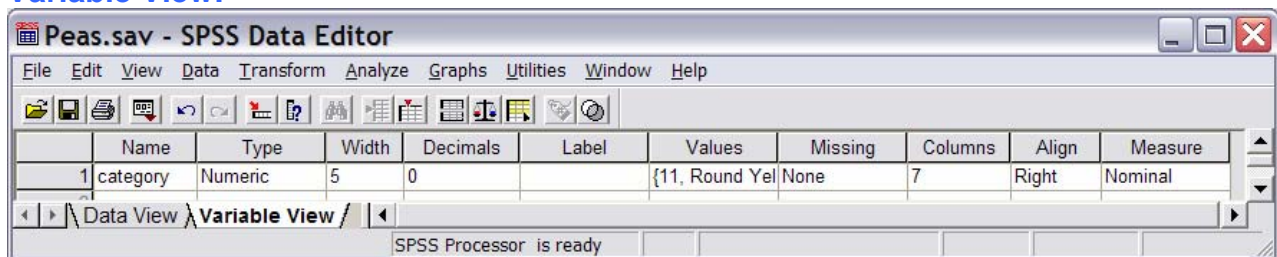 Peas.sav - SPSS Data Editor
File Edit View Data Transform Analyze Graphs Utilities Window Help
Name Type Width Decimals Label Values Missing Columns Align Measure
1 category Numeric 5 0 {11, Round Yel None 7 Right Nominal
Data View Variable View
SPSS Processor is ready